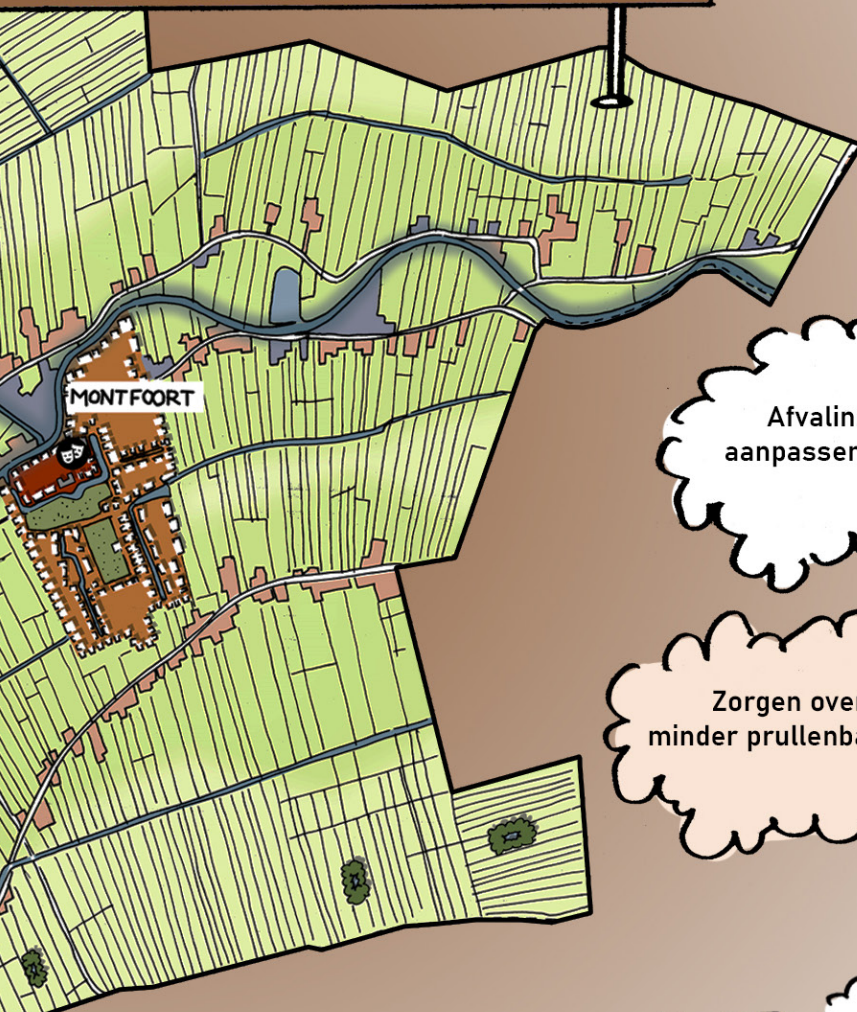 MONTFOORT
Afvalin
aanpassen
Zorgen over
minder prullenba